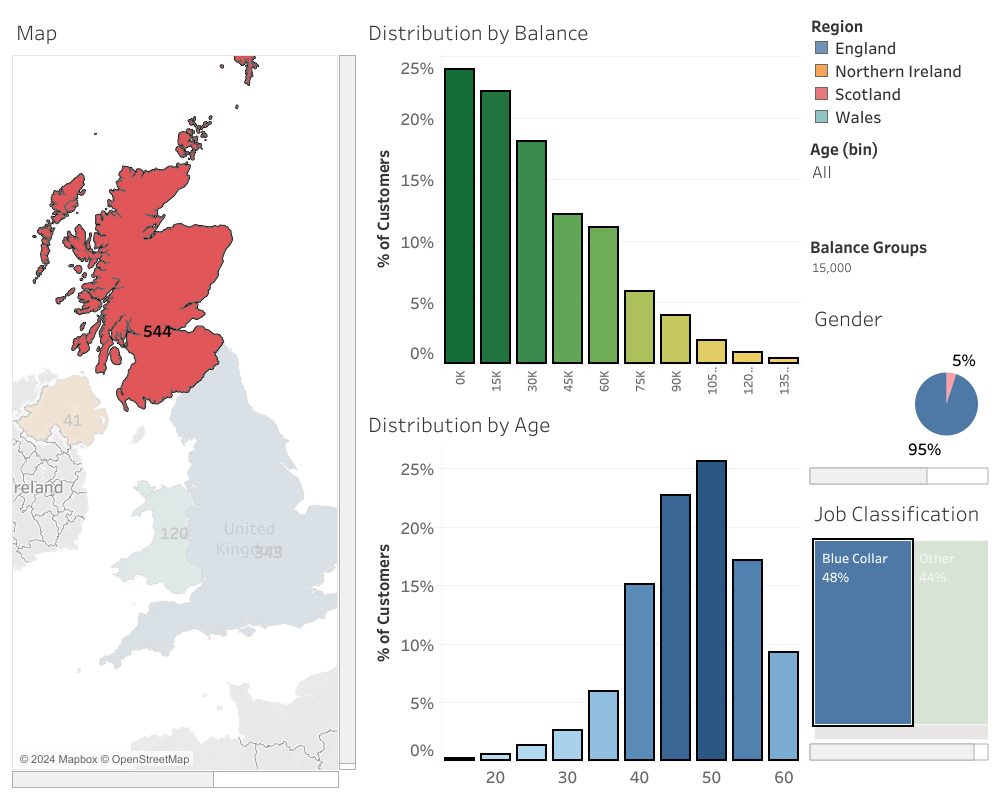 Map
544
41
reland
120
United
Kingdom
343
© 2024 Mapbox © OpenStreetMap
Distribution by Balance
% of Customers
25%
20%
15%
10%
5%
0%
0K
15K
30K
45K
60K
75K
90K
105..
120..
135..
Distribution by Age
% of Customers
25%
20%
15%
10%
5%
0%
20
30
40
50
60
Region
England
Northern Ireland
Scotland
Wales
Age (bin)
All
Balance Groups
15,000
Gender
5%
95%
Job Classification
Blue Collar
48%
Other
44%